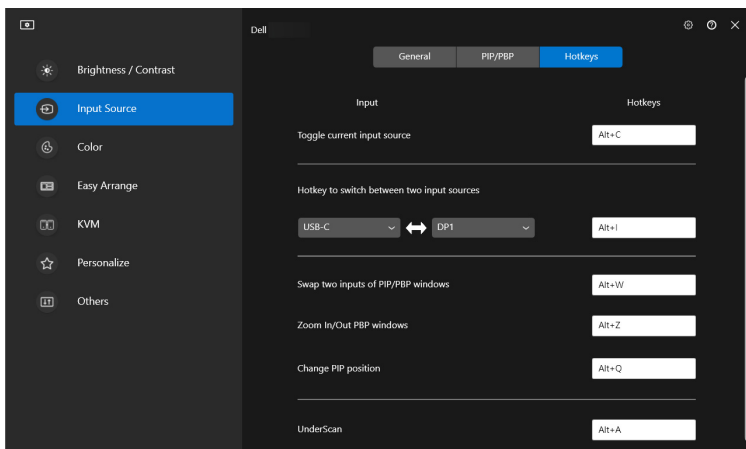 Dell
General PIP/PBP Hotkeys
Brightness / Contrast
Input Source
Color
Easy Arrange
KVM
Personalize
Others
Input Hotkeys
Toggle current input source Alt+C
Hotkey to switch between two input sources
USB-C DP1 Alt+I
Swap two inputs of PIP/PBP windows Alt+W
Zoom In/Out PBP windows Alt+Z
Change PIP position Alt+Q
UnderScan Alt+A